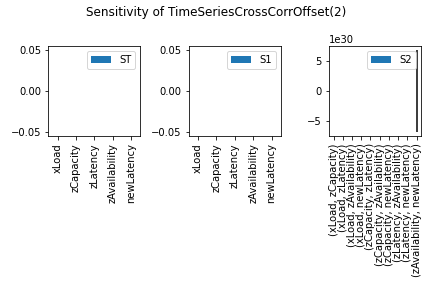 Sensitivity of TimeSeriesCrossCorrOffset(2)
0.05
0.00
−0.05
ST
xLoad
zCapacity
zLatency
zAvailability
newLatency
0.05
0.00
−0.05
S1
xLoad
zCapacity
zLatency
zAvailability
newLatency
1e30
5
0
−5
S2
(xLoad, zCapacity)
(xLoad, zLatency)
(xLoad, zAvailability)
(xLoad, newLatency)
(zCapacity, zLatency)
(zCapacity, zAvailability)
(zCapacity, newLatency)
(zLatency, zAvailability)
(zLatency, newLatency)
(zAvailability, newLatency)